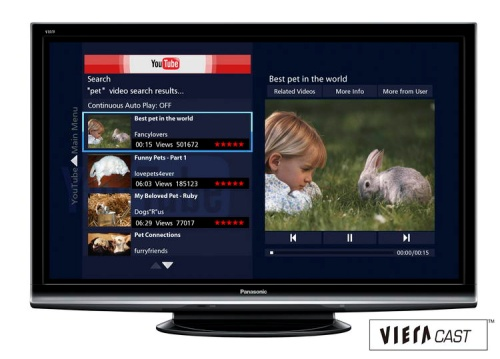 VIERA
YouTube
Search
"pet" video search results...
Continuous Auto Play: OFF
YouTube Main Menu
Best pet in the world
Fancylovers
00:15 Views 501672 ★★★★★
Funny Pets - Part 1
lovepets4ever
06:03 Views 185123 ★★★★★
My Beloved Pet - Ruby
Dogs"R"us
06:29 Views 77017 ★★★★★
Pet Connections
furryfriends
Best pet in the world
Related Videos More Info More from User
00:00/00:15
Panasonic
VIERA CAST™